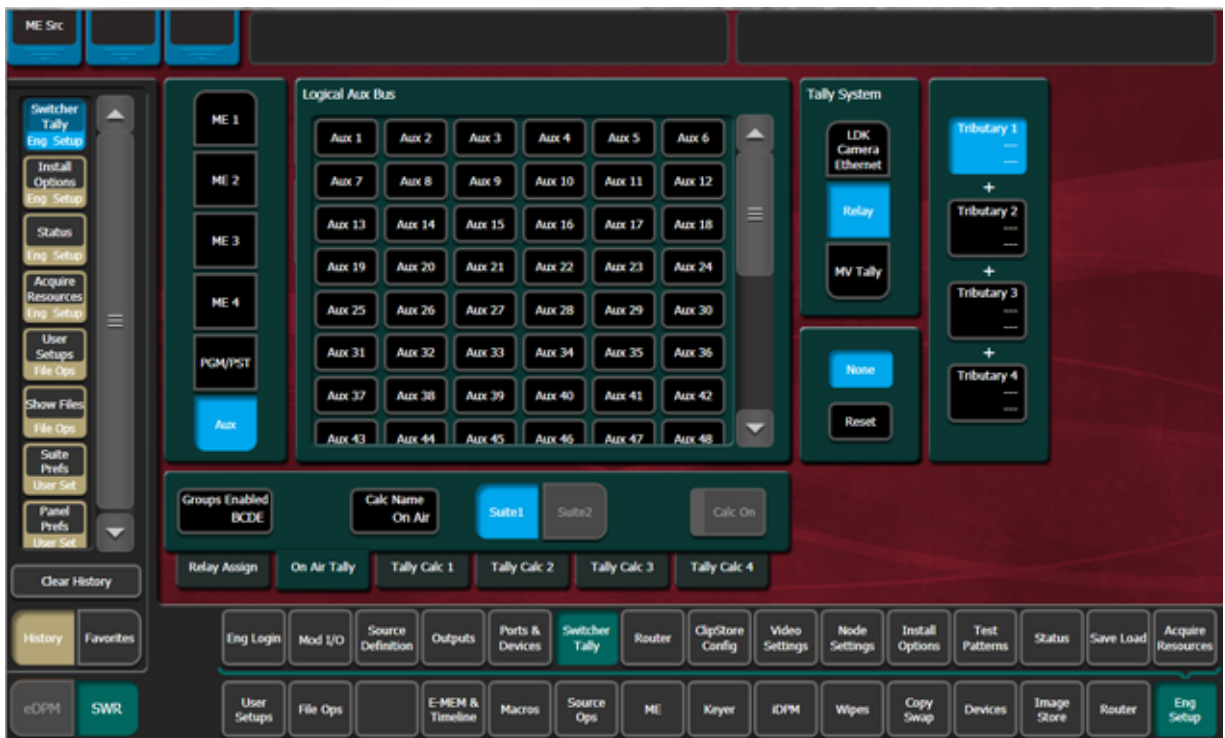 ME Src
Switcher
Tally
Eng Setup
Install
Options
Eng Setup
Status
Eng Setup
Acquire
Resources
Eng Setup
User
Setups
File Ops
Show Files
File Ops
Suite
Prefs
User Set
Panel
Prefs
User Set
Clear History
History
Favorites
eDPM
SWR
ME 1
ME 2
ME 3
ME 4
PGM/PST
Aux
Logical Aux Bus
Aux 1 Aux 2 Aux 3 Aux 4 Aux 5 Aux 6
Aux 7 Aux 8 Aux 9 Aux 10 Aux 11 Aux 12
Aux 13 Aux 14 Aux 15 Aux 16 Aux 17 Aux 18
Aux 19 Aux 20 Aux 21 Aux 22 Aux 23 Aux 24
Aux 25 Aux 26 Aux 27 Aux 28 Aux 29 Aux 30
Aux 31 Aux 32 Aux 33 Aux 34 Aux 35 Aux 36
Aux 37 Aux 38 Aux 39 Aux 40 Aux 41 Aux 42
Aux 43 Aux 44 Aux 45 Aux 46 Aux 47 Aux 48
Tally System
LDK
Camera
Ethernet
Relay
MV Tally
None
Reset
Tributary 1
---
---
+
Tributary 2
---
---
+
Tributary 3
---
---
+
Tributary 4
---
---
Groups Enabled
BCDE
Calc Name
On Air
Suite1
Suite2
Calc On
Relay Assign
On Air Tally
Tally Calc 1
Tally Calc 2
Tally Calc 3
Tally Calc 4
Eng Login
Mod I/O
Source
Definition
Outputs
Ports &
Devices
Switcher
Tally
Router
ClipStore
Config
Video
Settings
Node
Settings
Install
Options
Test
Patterns
Status
Save Load
Acquire
Resources
User
Setups
File Ops
E-MEM &
Timeline
Macros
Source
Ops
ME
Keyer
iDPM
Wipes
Copy
Swap
Devices
Image
Store
Router
Eng
Setup